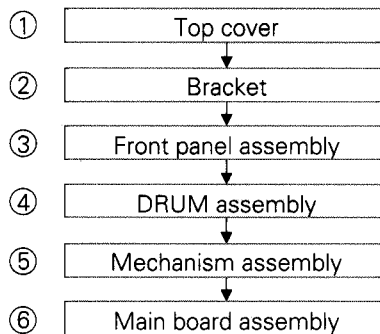 ① Top cover
② Bracket
③ Front panel assembly
④ DRUM assembly
⑤ Mechanism assembly
⑥ Main board assembly